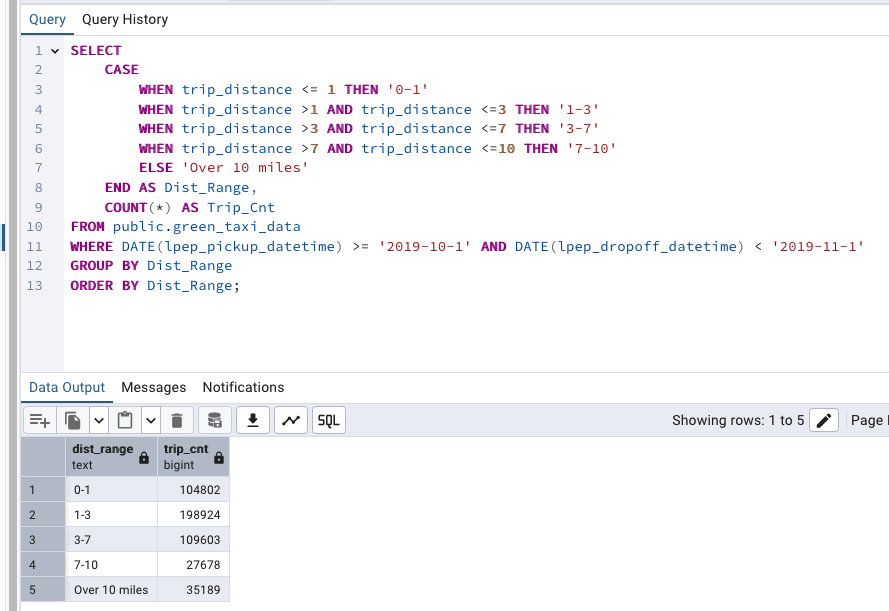 Query Query History
1 SELECT
2 CASE
3 WHEN trip_distance <= 1 THEN '0-1'
4 WHEN trip_distance >1 AND trip_distance <=3 THEN '1-3'
5 WHEN trip_distance >3 AND trip_distance <=7 THEN '3-7'
6 WHEN trip_distance >7 AND trip_distance <=10 THEN '7-10'
7 ELSE 'Over 10 miles'
8 END AS Dist_Range,
9 COUNT(*) AS Trip_Cnt
10 FROM public.green_taxi_data
11 WHERE DATE(lpep_pickup_datetime) >= '2019-10-1' AND DATE(lpep_dropoff_datetime) < '2019-11-1'
12 GROUP BY Dist_Range
13 ORDER BY Dist_Range;
Data Output Messages Notifications
SQL Showing rows: 1 to 5 Page
dist_range trip_cnt
text bigint
1 0-1 104802
2 1-3 198924
3 3-7 109603
4 7-10 27678
5 Over 10 miles 35189